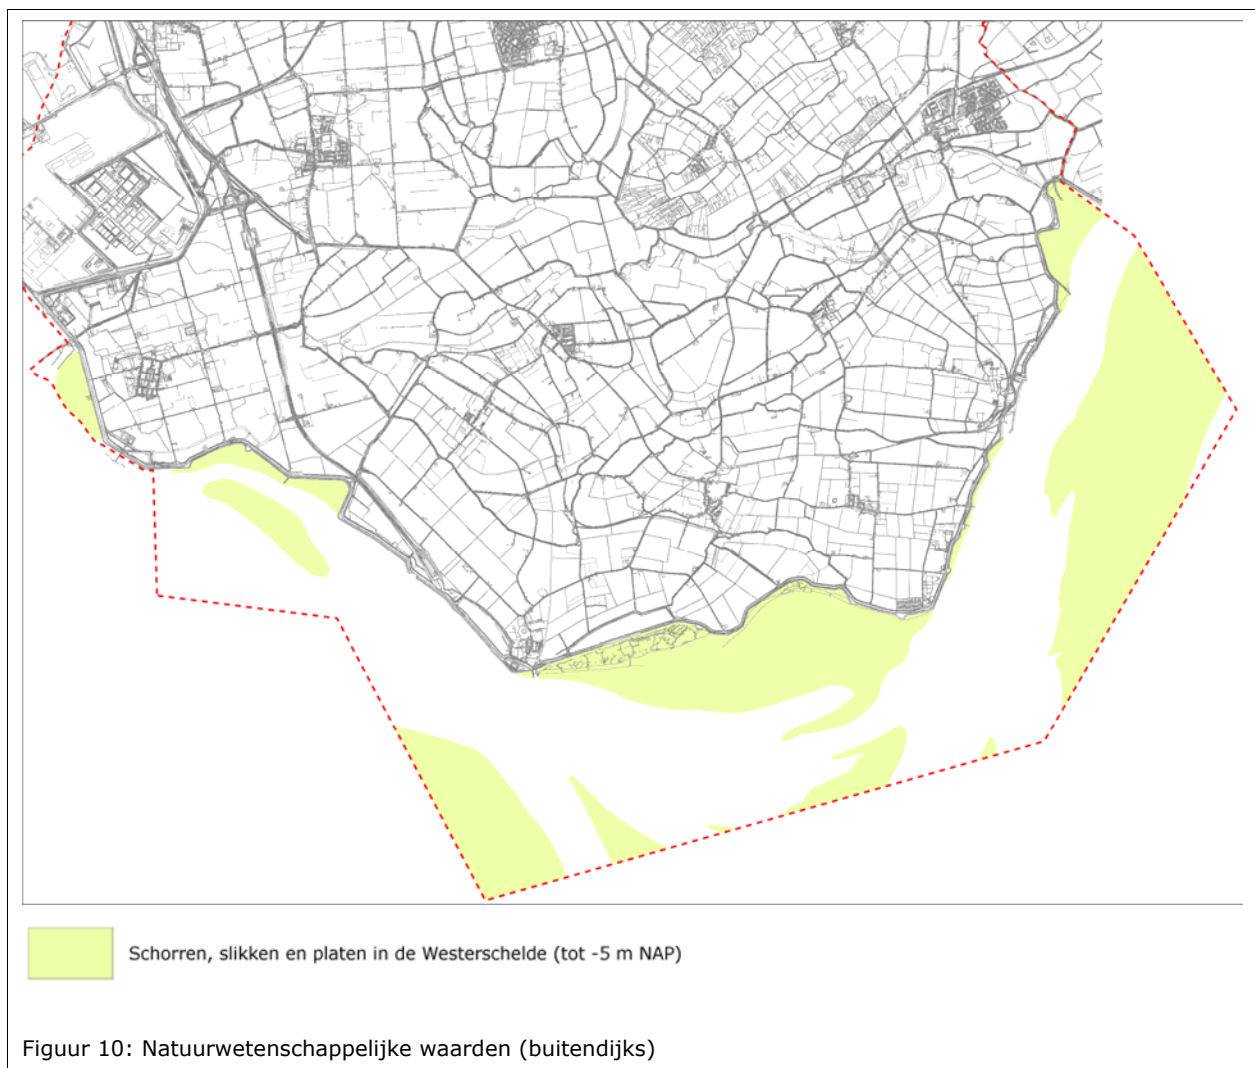 Schorren, slikken en platen in de Westerschelde (tot -5 m NAP)
Figuur 10: Natuurwetenschappelijke waarden (buitendijks)